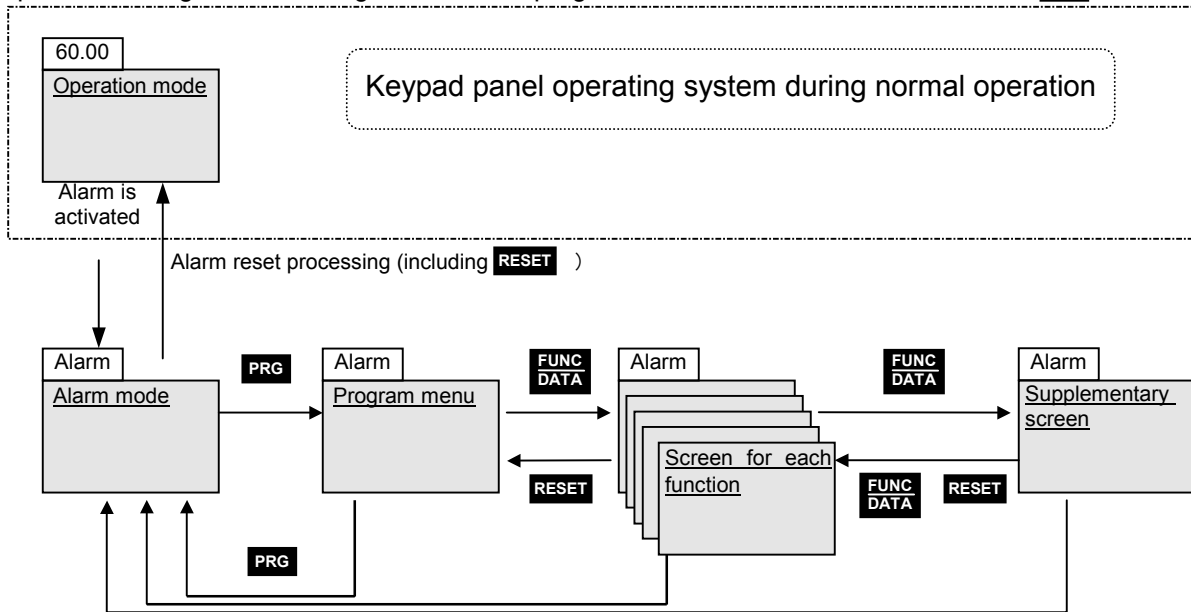 60.00
Operation mode
Keypad panel operating system during normal operation
Alarm is
activated
Alarm reset processing (including RESET )
Alarm
Alarm mode
PRG
Alarm
Program menu
FUNC
DATA
RESET
Alarm
Screen for each
function
FUNC
DATA
FUNC
DATA
RESET
Alarm
Supplementary
screen
PRG